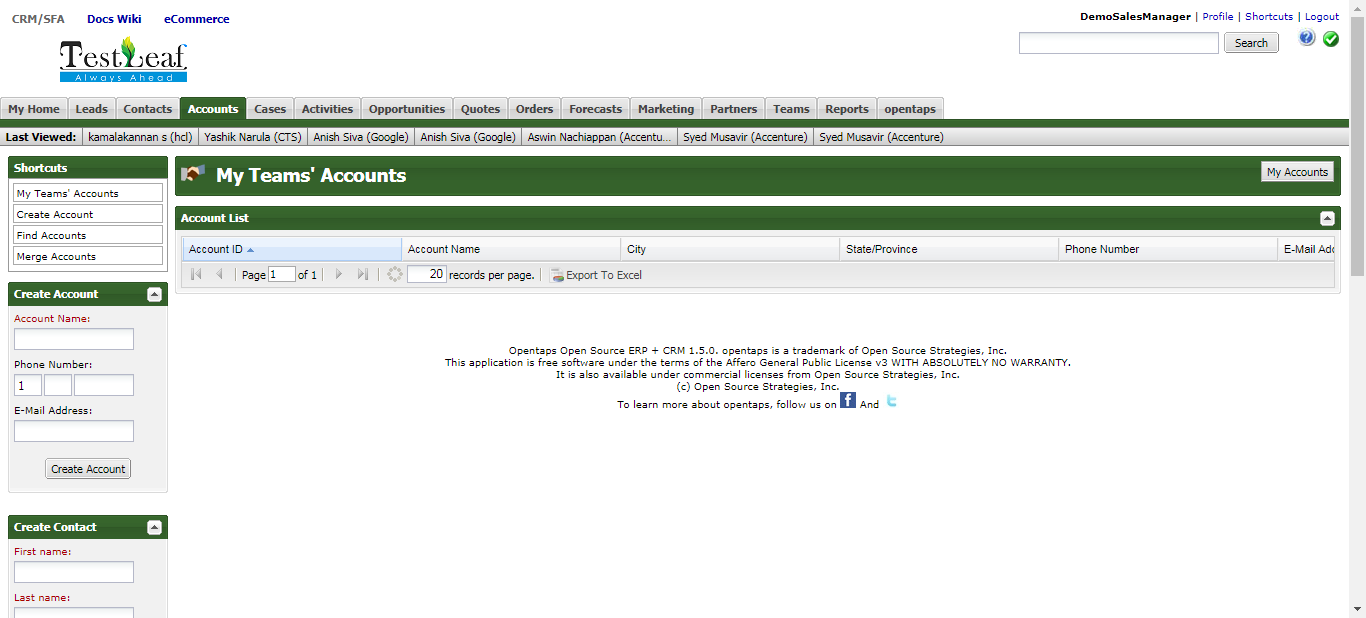 CRM/SFA Docs Wiki eCommerce
DemoSalesManager | Profile | Shortcuts | Logout
Search
TestLeaf
Always Ahead
My Home Leads Contacts Accounts Cases Activities Opportunities Quotes Orders Forecasts Marketing Partners Teams Reports opentaps
Last Viewed: kamalakannan s (hcl) Yashik Narula (CTS) Anish Siva (Google) Anish Siva (Google) Aswin Nachiappan (Accentu... Syed Musavir (Accenture) Syed Musavir (Accenture)
Shortcuts
My Teams' Accounts
Create Account
Find Accounts
Merge Accounts
Create Account
Account Name:
Phone Number:
1
E-Mail Address:
Create Account
Create Contact
First name:
Last name:
My Teams' Accounts
My Accounts
Account List
Account ID Account Name City State/Province Phone Number E-Mail Add
Page 1 of 1 20 records per page. Export To Excel
Opentaps Open Source ERP + CRM 1.5.0. opentaps is a trademark of Open Source Strategies, Inc.
This application is free software under the terms of the Affero General Public License v3 WITH ABSOLUTELY NO WARRANTY.
It is also available under commercial licenses from Open Source Strategies, Inc.
(c) Open Source Strategies, Inc.
To learn more about opentaps, follow us on f And t